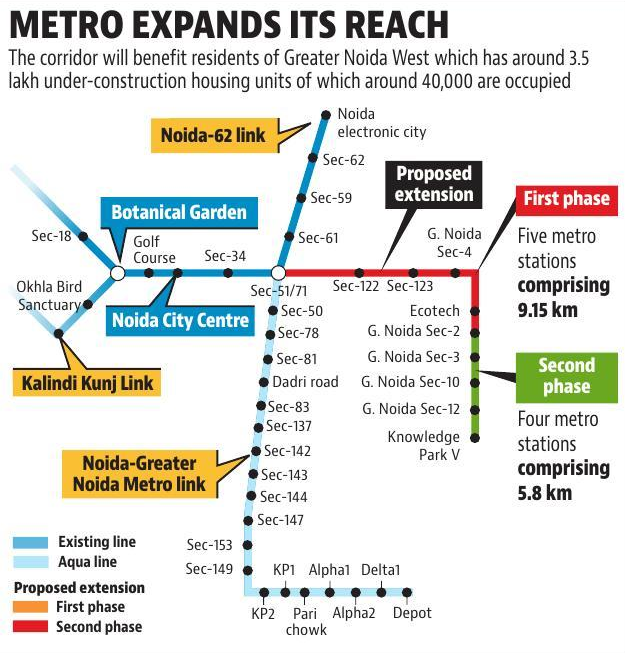 METRO EXPANDS ITS REACH
The corridor will benefit residents of Greater Noida West which has around 3.5
lakh under-construction housing units of which around 40,000 are occupied
Noida-62 link
Noida
electronic city
Sec-62
Sec-59
Sec-61
Proposed
extension
First phase
Five metro
stations
comprising
9.15 km
Botanical Garden
Sec-18
Golf
Course
Sec-34
G. Noida
Sec-4
Okhla Bird
Sanctuary
Noida City Centre
Sec-51/71
Sec-122
Sec-123
Kalindi Kunj Link
Sec-50
Sec-78
Sec-81
Dadri road
Sec-83
Sec-137
Sec-142
Sec-143
Sec-144
Sec-147
Sec-153
Sec-149
Ecotech
G. Noida Sec-2
G. Noida Sec-3
G. Noida Sec-10
G. Noida Sec-12
Knowledge
Park V
Second
phase
Four metro
stations
comprising
5.8 km
Noida-Greater
Noida Metro link
KP1
Alpha1
Delta1
KP2
Pari
chowk
Alpha2
Depot
Existing line
Aqua line
Proposed extension
First phase
Second phase